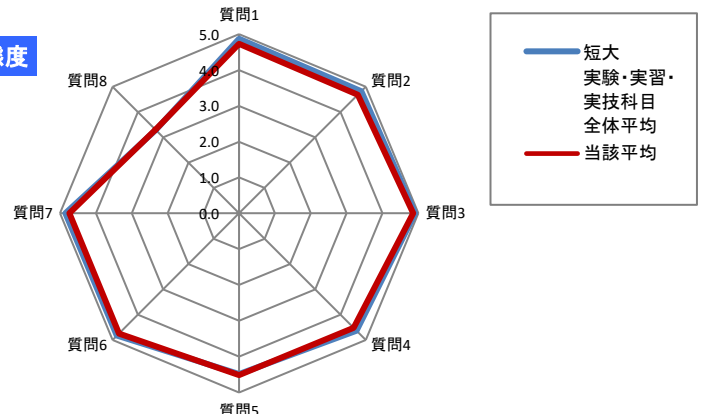 度
質問1
質問2
質問3
質問4
質問5
質問6
質問7
質問8
5.0
4.0
3.0
2.0
1.0
0.0
短大
実験・実習・
実技科目
全体平均
当該平均